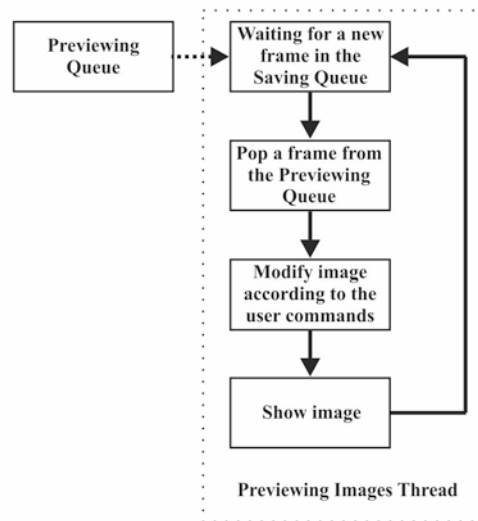 Previewing
Queue
Waiting for a new
frame in the
Saving Queue
Pop a frame from
the Previewing
Queue
Modify image
according to the
user commands
Show image
Previewing Images Thread